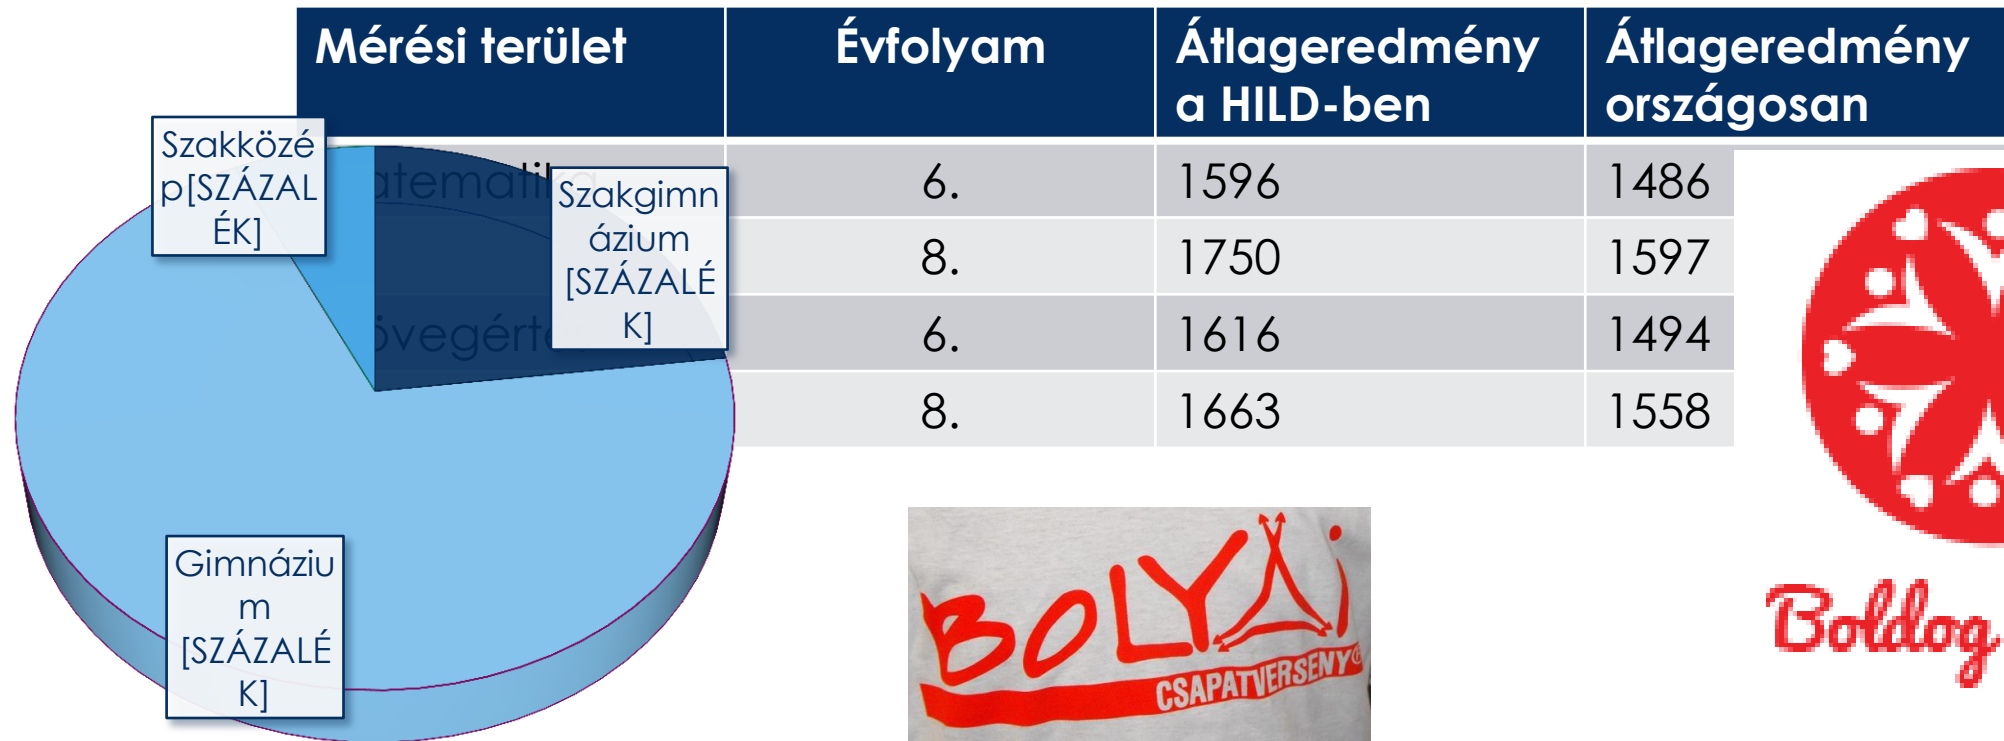 Mérési terület
Évfolyam
Átlageredmény
a HILD-ben
Átlageredmény
országosan
6.
1596
1486
8.
1750
1597
6.
1616
1494
8.
1663
1558
Szakközé
p[SZÁZAL
ÉK]
Szakgimn
ázium
[SZÁZALÉ
K]
Gimnáziu
m
[SZÁZALÉ
K]
BOLYAi
CSAPATVERSENY®
Boldog